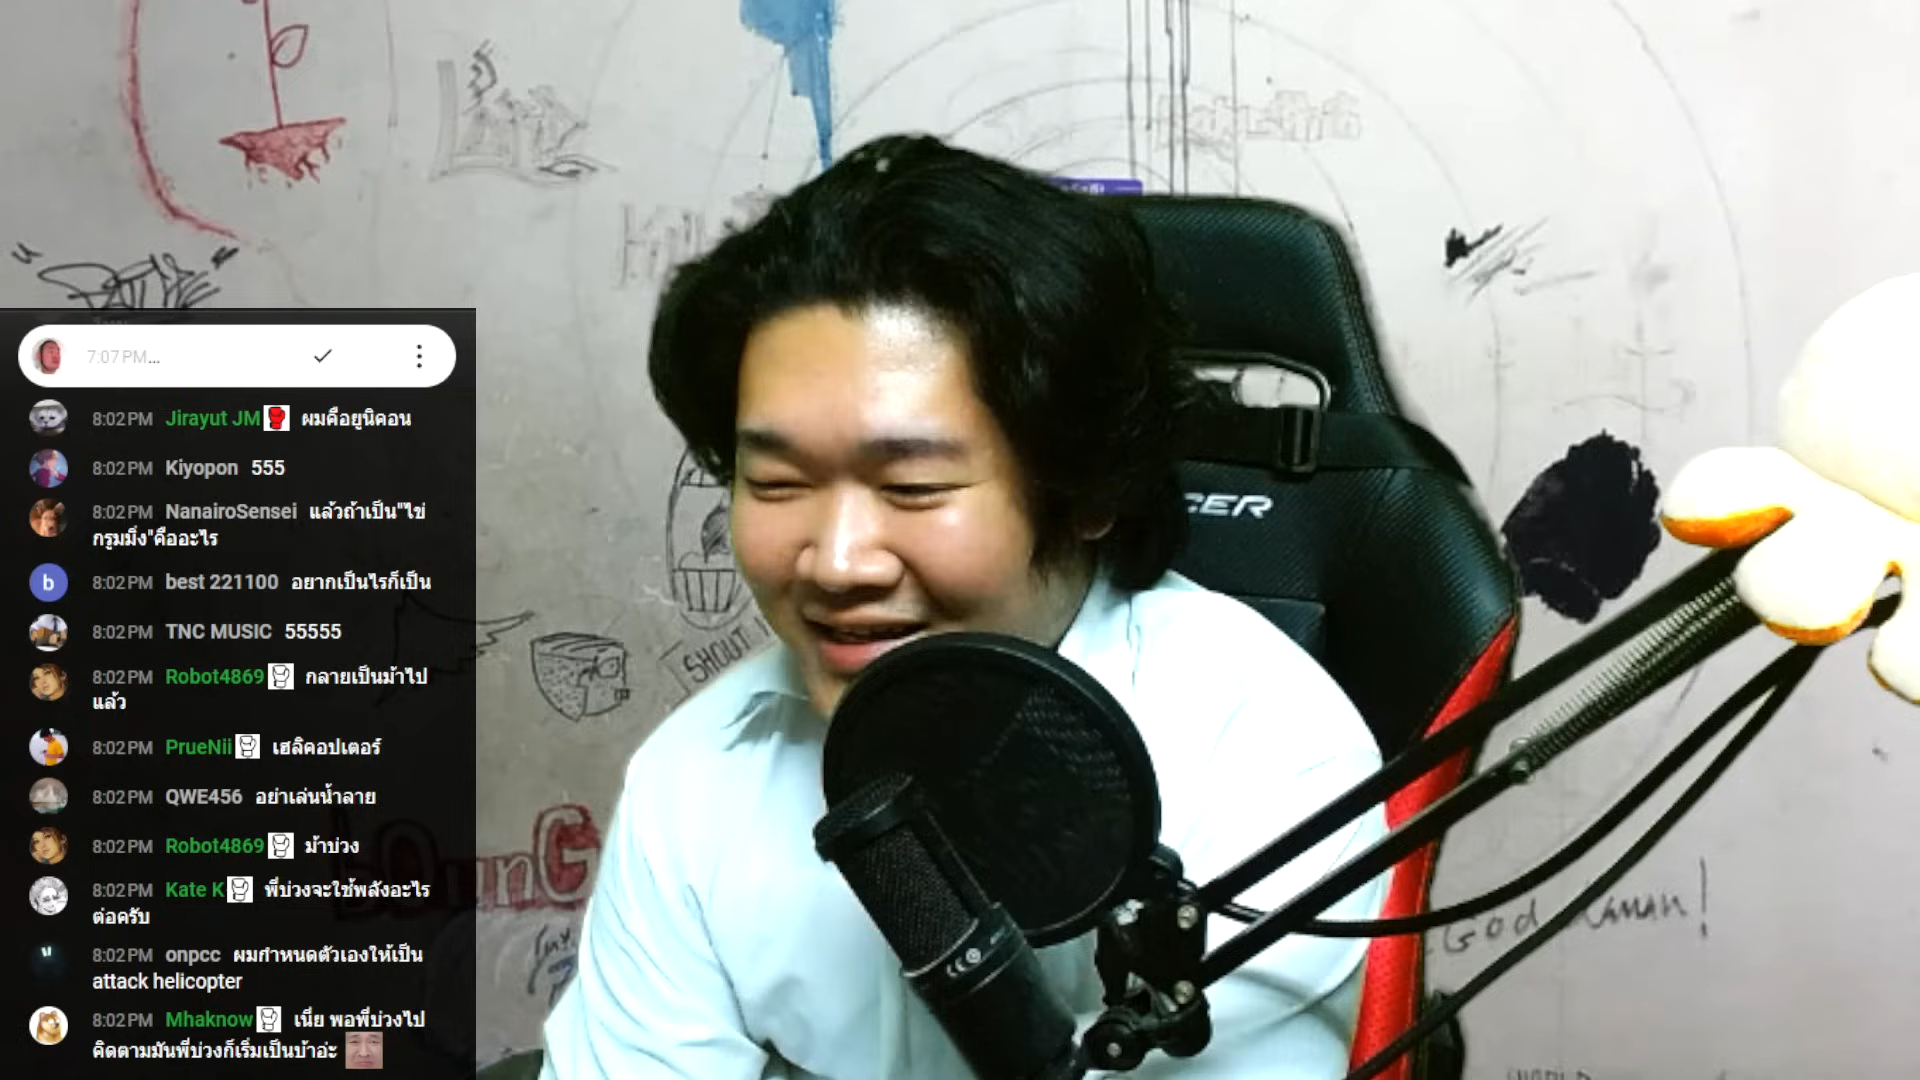 7:07 PM...
8:02 PM Jirayut JM ผมคือยูนิคอน
8:02 PM Kiyopon 555
8:02 PM NanairoSensei แล้วถ้าเป็น"ไข่
กรูมมิ่ง"คืออะไร
8:02 PM best 221100 อยากเป็นไรก็เป็น
8:02 PM TNC MUSIC 55555
8:02 PM Robot4869 กลายเป็นม้าไป
แล้ว
8:02 PM PrueNii เฮลิคอปเตอร์
8:02 PM QWE456 อย่าเล่นน้ำลาย
8:02 PM Robot4869 ม้าบ่วง
8:02 PM Kate K พี่บ่วงจะใช้พลังอะไร
ต่อครับ
8:02 PM onpcc ผมกำหนดตัวเองให้เป็น
attack helicopter
8:02 PM Mhaknow เนี่ย พอพี่บ่วงไป
คิดตามมันพี่บ่วงก็เริ่มเป็นบ้าอ่ะ
CER
SHOUT
God